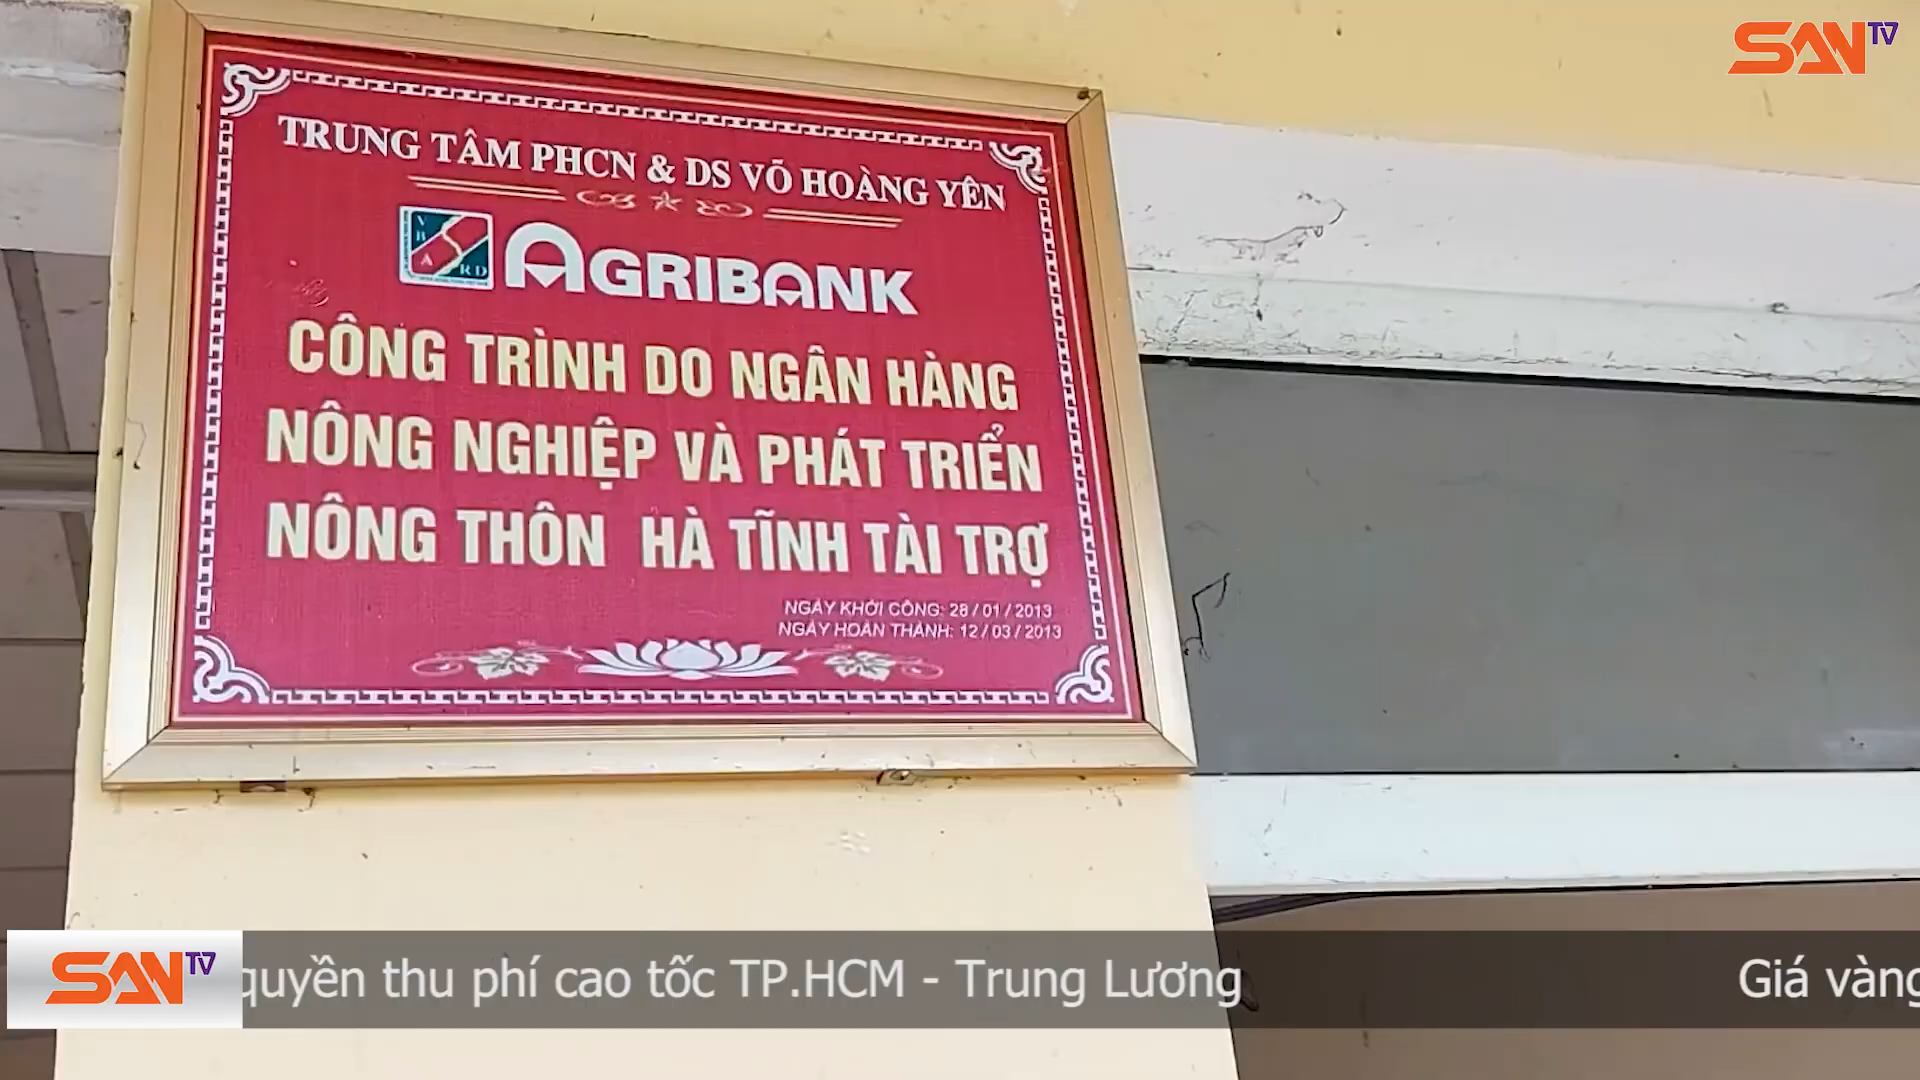 SANTV
TRUNG TÂM PHCN & DS VÕ HOÀNG YÊN
VBARD AGRIBANK
CÔNG TRÌNH DO NGÂN HÀNG
NÔNG NGHIỆP VÀ PHÁT TRIỂN
NÔNG THÔN HÀ TĨNH TÀI TRỢ
NGÀY KHỞI CÔNG: 28 / 01 / 2013
NGÀY HOÀN THÀNH: 12 / 03 / 2013
SANTV quyền thu phí cao tốc TP.HCM - Trung Lương Giá vàng